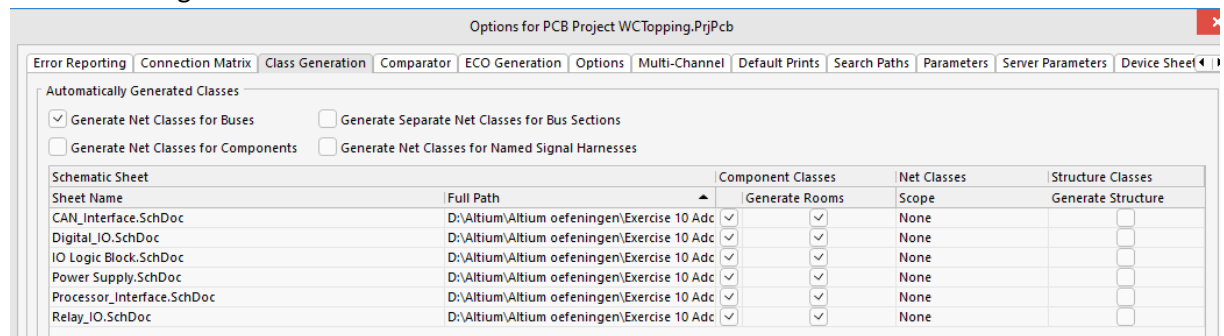 Options for PCB Project WCTopping.PrjPcb
Error Reporting Connection Matrix Class Generation Comparator ECO Generation Options Multi-Channel Default Prints Search Paths Parameters Server Parameters Device Sheet
Automatically Generated Classes
Generate Net Classes for Buses Generate Separate Net Classes for Bus Sections
Generate Net Classes for Components Generate Net Classes for Named Signal Harnesses
Schematic Sheet Component Classes Net Classes Structure Classes
Sheet Name Full Path Generate Rooms Scope Generate Structure
CAN_Interface.SchDoc D:\Altium\Altium oefeningen\Exercise 10 Adc None
Digital_IO.SchDoc D:\Altium\Altium oefeningen\Exercise 10 Adc None
IO Logic Block.SchDoc D:\Altium\Altium oefeningen\Exercise 10 Adc None
Power Supply.SchDoc D:\Altium\Altium oefeningen\Exercise 10 Adc None
Processor_Interface.SchDoc D:\Altium\Altium oefeningen\Exercise 10 Adc None
Relay_IO.SchDoc D:\Altium\Altium oefeningen\Exercise 10 Adc None